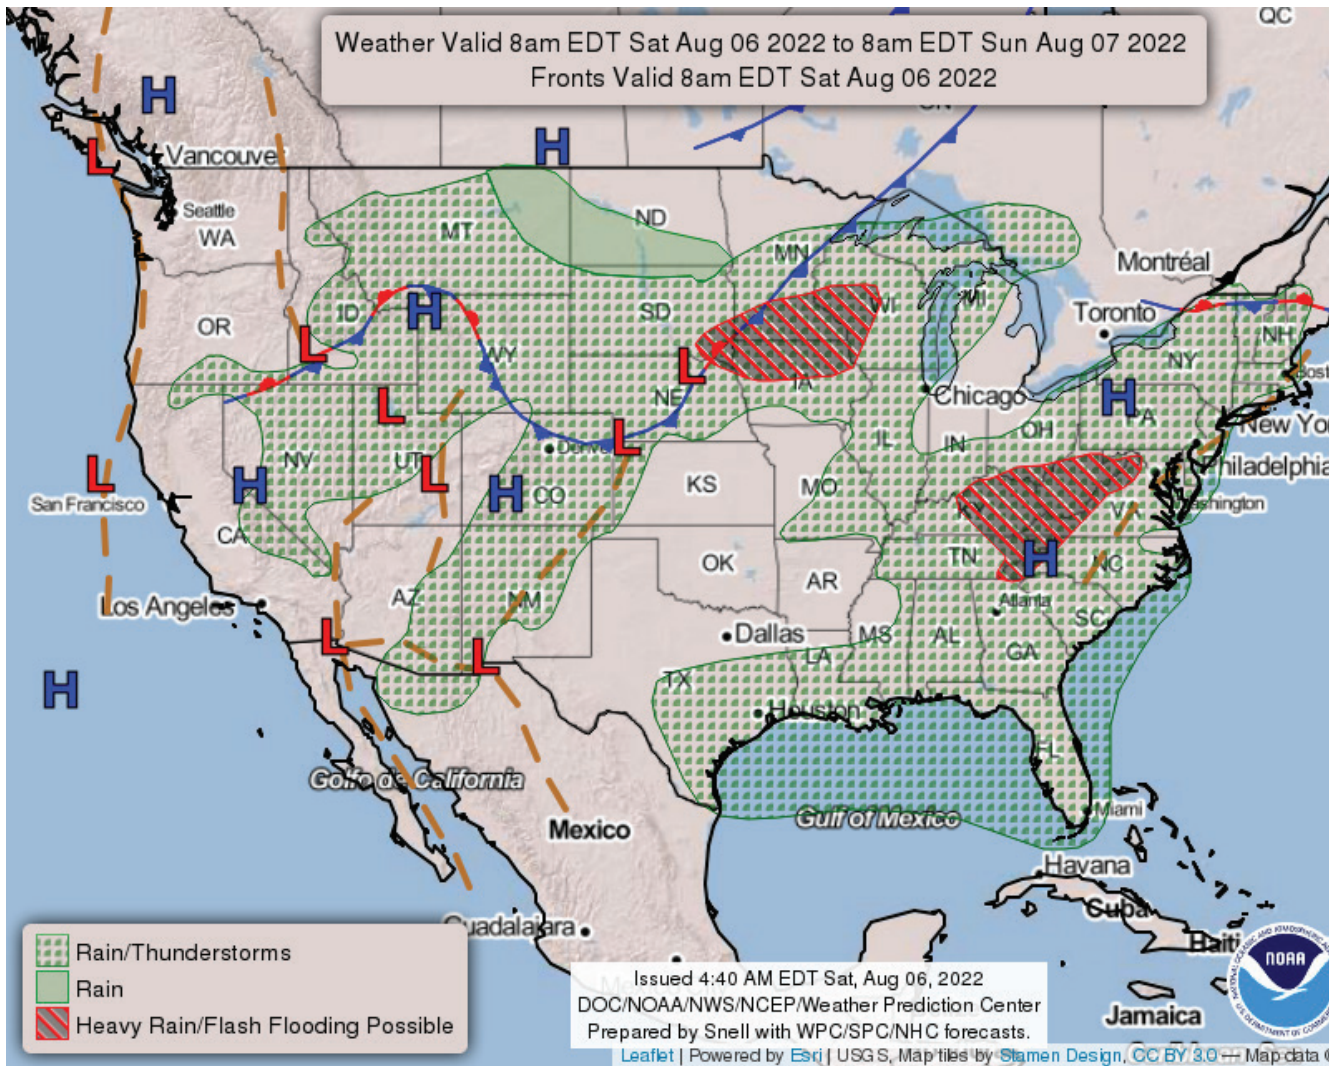 QC
Weather Valid 8am EDT Sat Aug 06 2022 to 8am EDT Sun Aug 07 2022
Fronts Valid 8am EDT Sat Aug 06 2022
H
H
L
Vancouver
Seattle
WA
MT
ND
MN
Montréal
OR
ID
H
SD
WI
MI
Toronto
NH
L
WY
L
NE
IA
NY
Bost
L
Chicago
H
PA
New Yo
L
Denver
IL
IN
OH
Philadelphia
L
San Francisco
H
NV
UT
L
H
CO
KS
MO
KY
VA
Washington
CA
OK
TN
H
NC
Los Angeles
AZ
NM
AR
Atlanta
SC
L
L
Dallas
MS
AL
GA
H
TX
LA
Houston
FL
Golfo de California
Gulf of Mexico
Miami
Mexico
Havana
Cuba
Guadalajara
Haiti
Jamaica
Rain/Thunderstorms
Rain
Heavy Rain/Flash Flooding Possible
Issued 4:40 AM EDT Sat, Aug 06, 2022
DOC/NOAA/NWS/NCEP/Weather Prediction Center
Prepared by Snell with WPC/SPC/NHC forecasts.
NOAA
Leaflet | Powered by Esri | USGS, Map tiles by Stamen Design, CC BY 3.0 — Map data ©